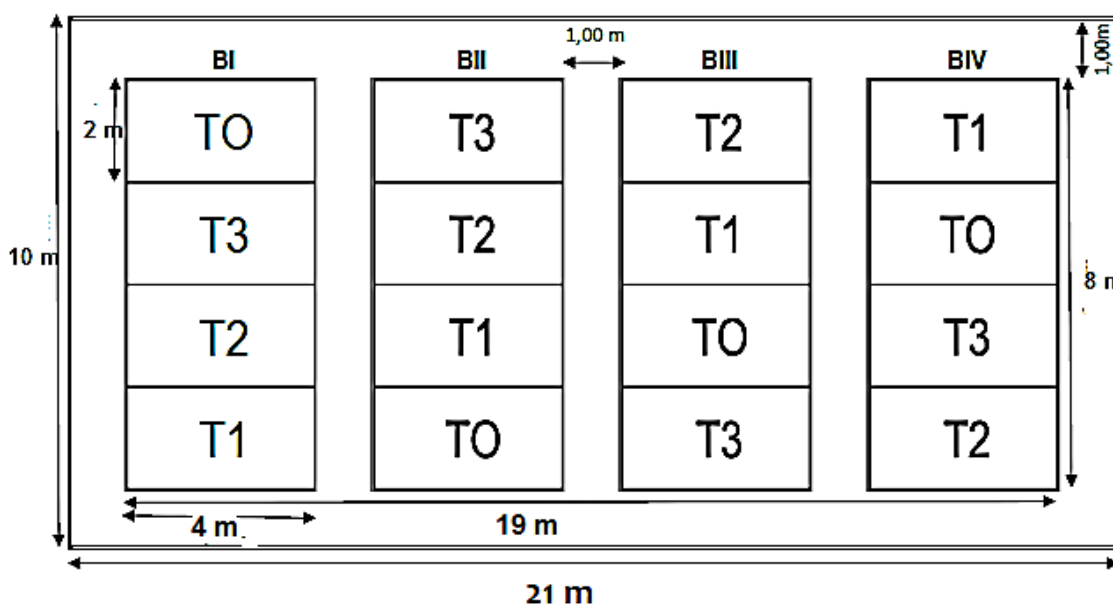 1,00 m
1,00m
BI BII BIII BIV
2 m
TO T3 T2 T1
T3 T2 T1 TO
10 m
8 m
T2 T1 TO T3
T1 TO T3 T2
4 m 19 m
21 m